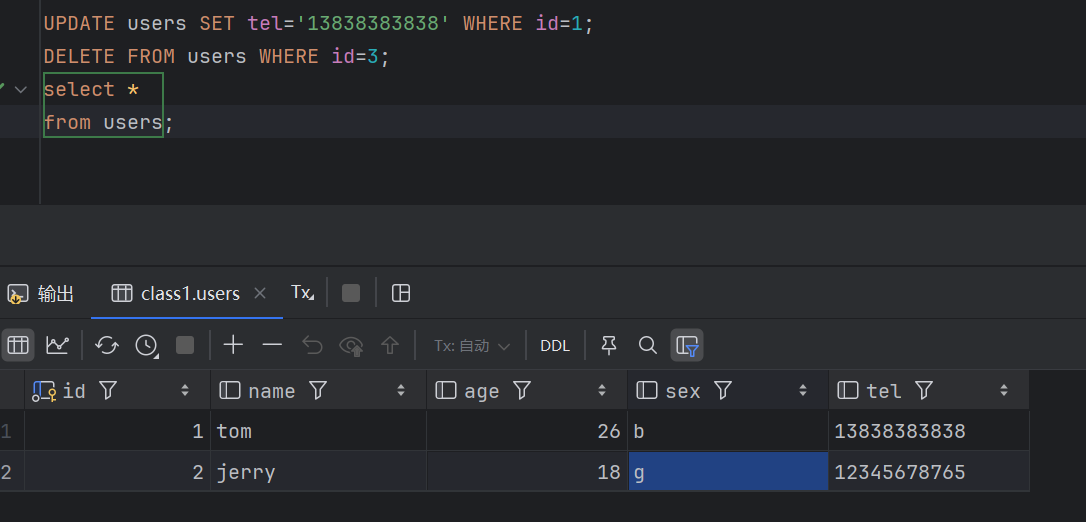 UPDATE users SET tel='13838383838' WHERE id=1;
DELETE FROM users WHERE id=3;
select *
from users;
输出 class1.users Tx
Tx: 自动 DDL
id name age sex tel
1 1 tom 26 b 13838383838
2 2 jerry 18 g 12345678765